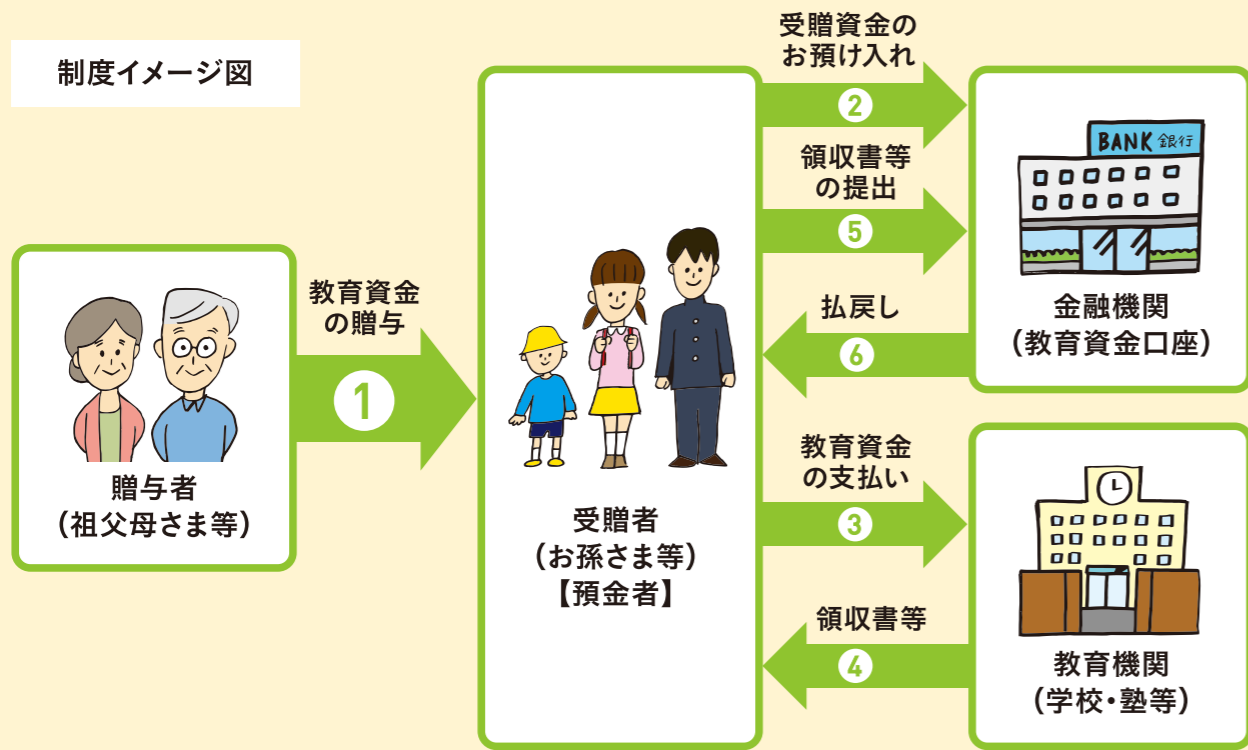 制度イメージ図
贈与者
(祖父母さま等)
教育資金
の贈与
1
受贈者
(お孫さま等)
【預金者】
受贈資金の
お預け入れ
2
領収書等
の提出
5
払戻し
6
BANK 銀行
金融機関
(教育資金口座)
教育資金
の支払い
3
領収書等
4
教育機関
(学校・塾等)